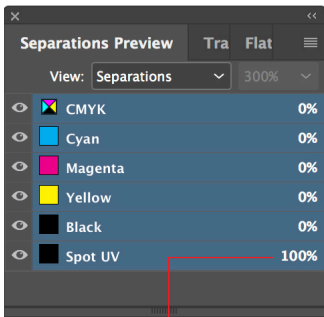 Separations Preview Tra Flat
View: Separations 300%
CMYK 0%
Cyan 0%
Magenta 0%
Yellow 0%
Black 0%
Spot UV 100%